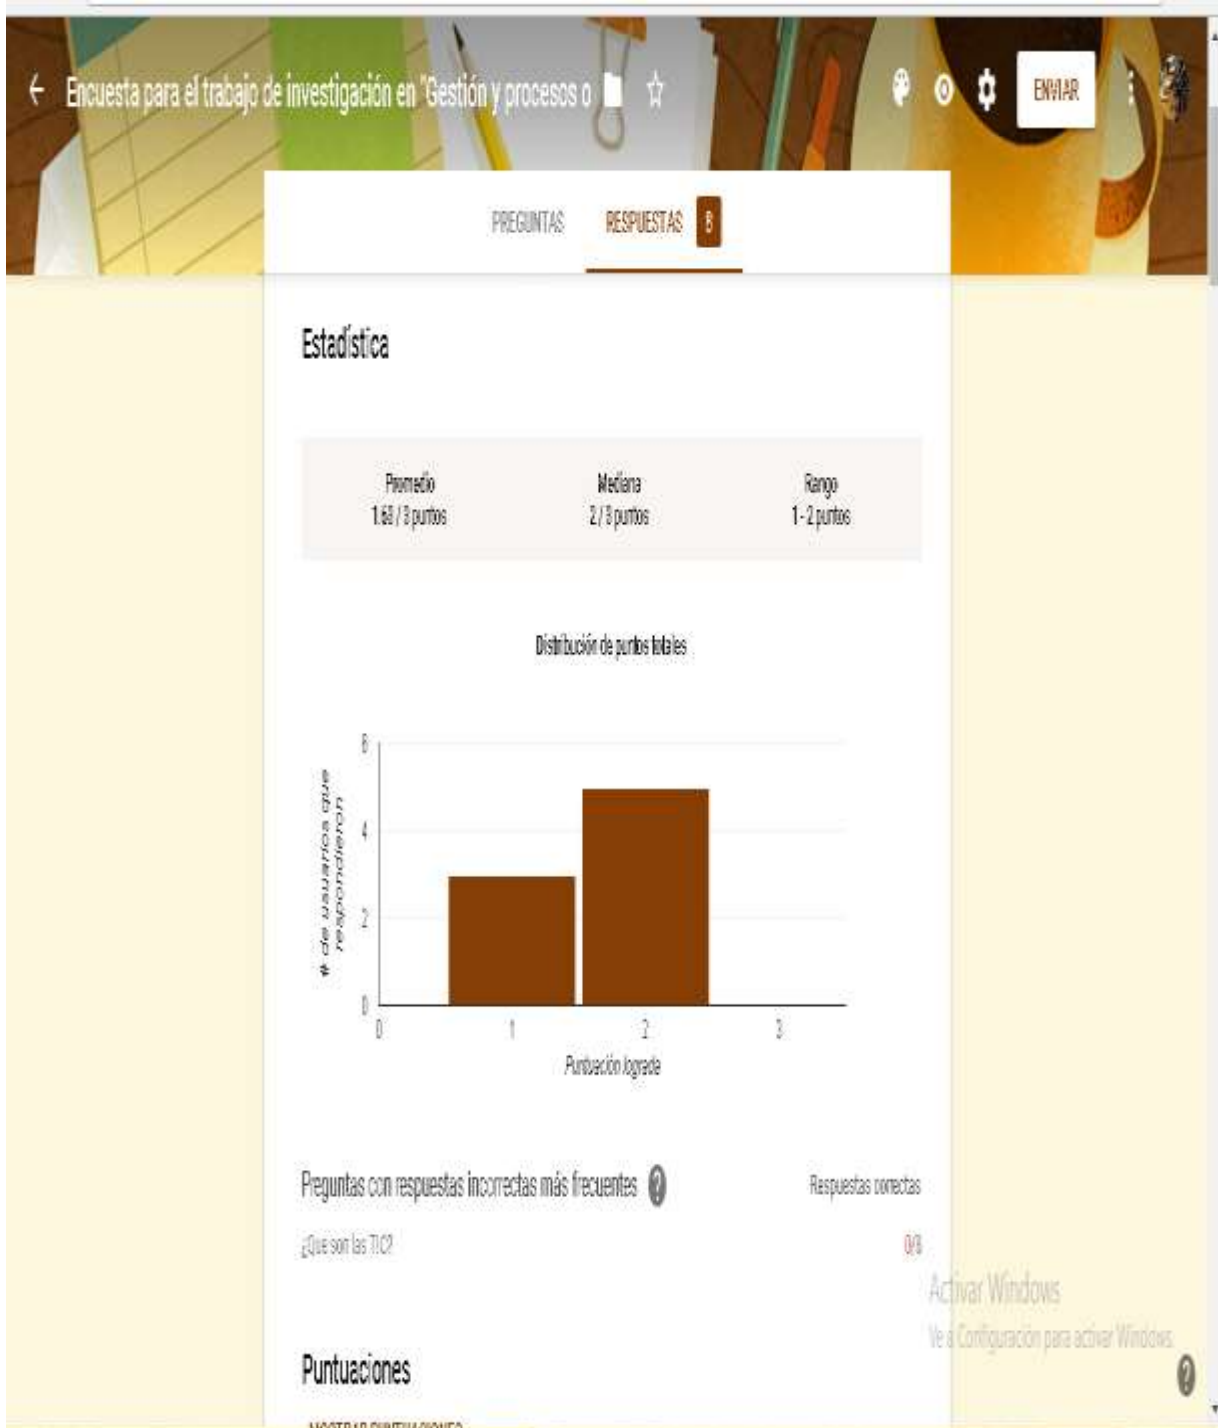 Encuesta para el trabajo de investigación en "Gestión y procesos o
ENVIAR
PREGUNTAS
RESPUESTAS 8
Estadística
Promedio
1.63 / 3 puntos
Mediana
2 / 3 puntos
Rango
1 - 2 puntos
Distribución de puntos totales
# de usuarios que
respondieron
6
4
2
0
0 1 2 3
Puntuación lograda
Preguntas con respuestas incorrectas más frecuentes
Respuestas correctas
¿Que son las TIC?
0/8
Activar Windows
Ve a Configuración para activar Windows.
Puntuaciones
MOSTRAR PUNTUACIONES